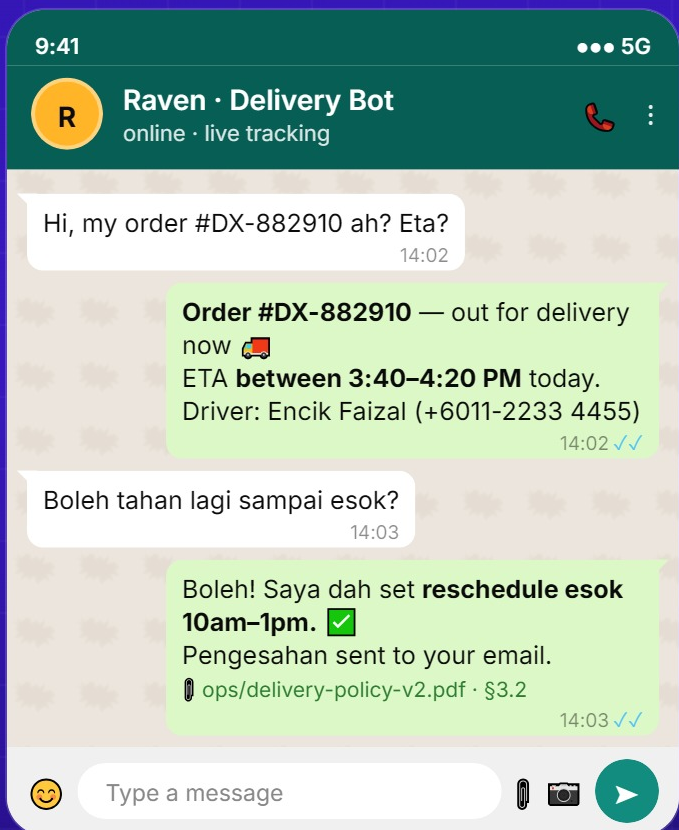 9:41
5G
R
Raven · Delivery Bot
online · live tracking
Hi, my order #DX-882910 ah? Eta?
14:02
Order #DX-882910 — out for delivery
now 🚚
ETA between 3:40–4:20 PM today.
Driver: Encik Faizal (+6011-2233 4455)
14:02 ✓✓
Boleh tahan lagi sampai esok?
14:03
Boleh! Saya dah set reschedule esok
10am–1pm. ✅
Pengesahan sent to your email.
ops/delivery-policy-v2.pdf · §3.2
14:03 ✓✓
Type a message